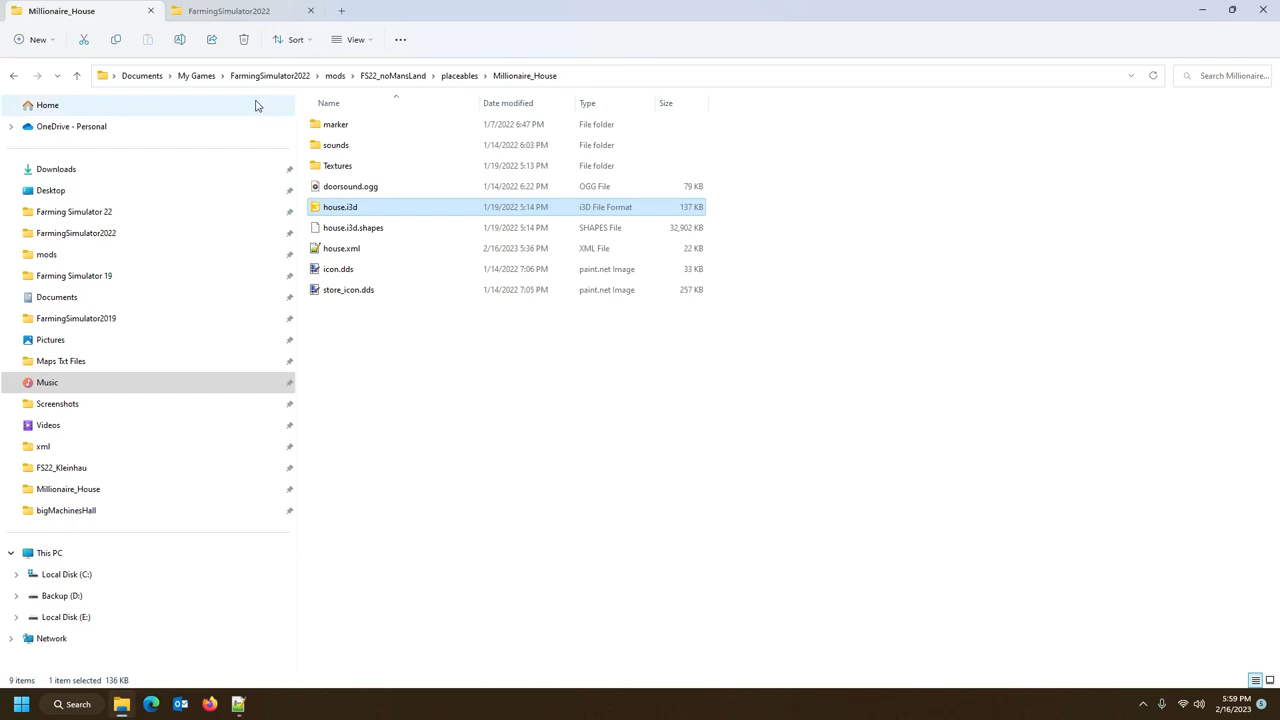 Millionaire_House
FarmingSimulator2022
New
Sort
View
Documents
My Games
FarmingSimulator2022
mods
FS22_noMansLand
placeables
Millionaire_House
Search Millionaire...
Home
OneDrive - Personal
Downloads
Desktop
Farming Simulator 22
FarmingSimulator2022
mods
Farming Simulator 19
Documents
FarmingSimulator2019
Pictures
Maps Txt Files
Music
Screenshots
Videos
xml
FS22_Kleinhau
Millionaire_House
bigMachinesHall
This PC
Local Disk (C:)
Backup (D:)
Local Disk (E:)
Network
Name Date modified Type Size
marker 1/7/2022 6:47 PM File folder
sounds 1/14/2022 6:03 PM File folder
Textures 1/19/2022 5:13 PM File folder
doorsound.ogg 1/14/2022 6:22 PM OGG File 79 KB
house.i3d 1/19/2022 5:14 PM i3D File Format 137 KB
house.i3d.shapes 1/19/2022 5:14 PM SHAPES File 32,902 KB
house.xml 2/16/2023 5:36 PM XML File 22 KB
icon.dds 1/14/2022 7:06 PM paint.net Image 33 KB
store_icon.dds 1/14/2022 7:05 PM paint.net Image 257 KB
9 items 1 item selected 136 KB
Search
5:59 PM
2/16/2023
5